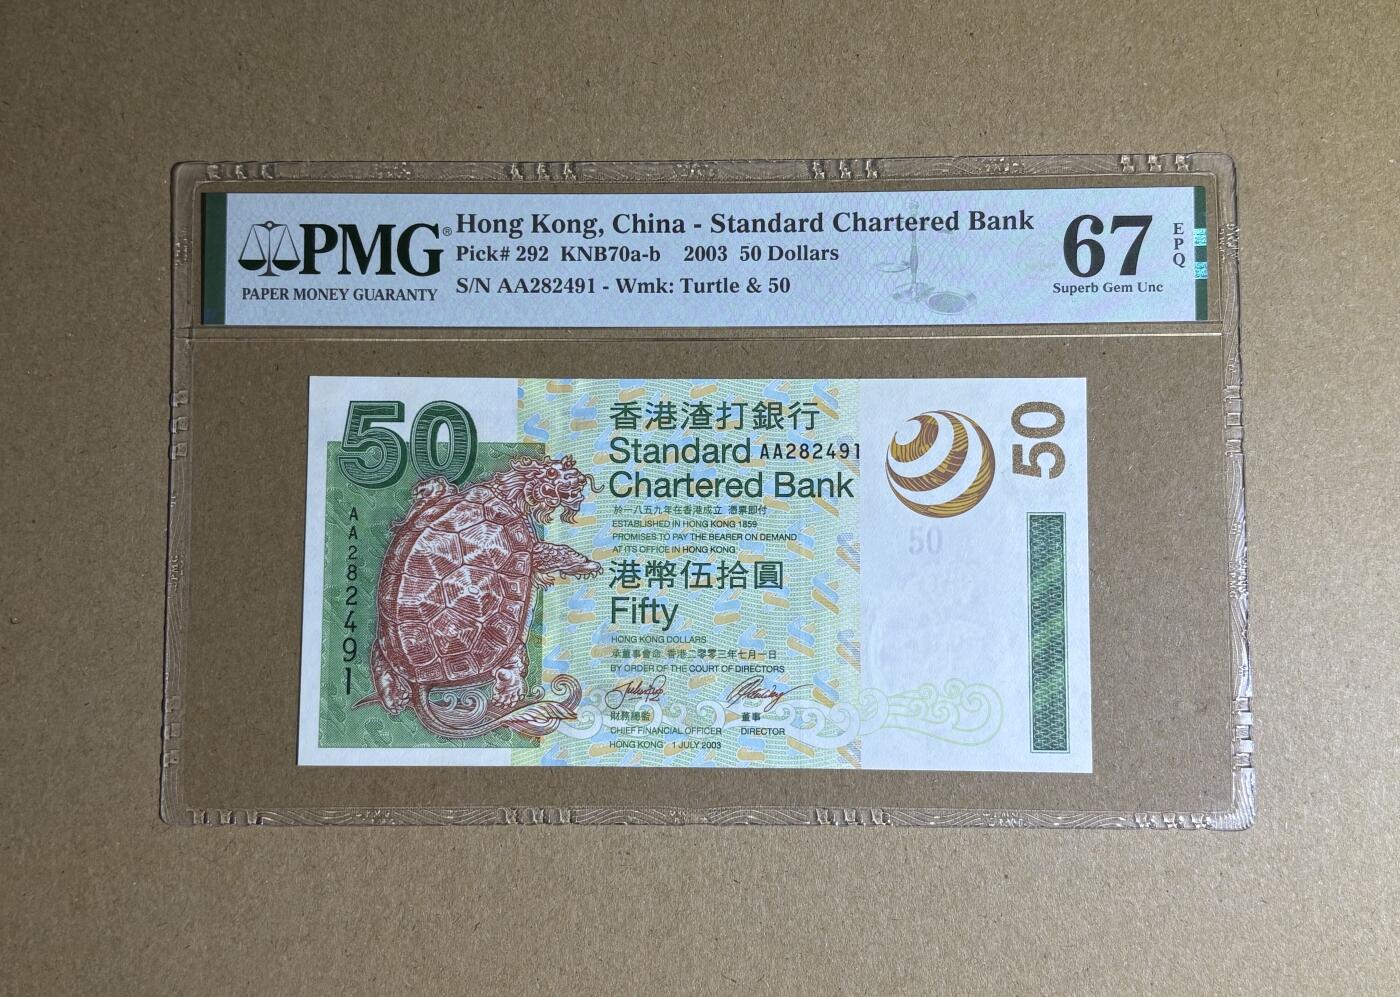 PMG®
PAPER MONEY GUARANTY
Hong Kong, China - Standard Chartered Bank
Pick# 292 KNB70a-b 2003 50 Dollars
S/N AA282491 - Wmk: Turtle & 50
67
EPQ
Superb Gem Unc
50
香港渣打銀行
Standard AA282491
Chartered Bank
於一八五九年在香港成立 憑票即付
ESTABLISHED IN HONG KONG 1859
PROMISES TO PAY THE BEARER ON DEMAND
AT ITS OFFICE IN HONG KONG
港幣伍拾圓
Fifty
HONG KONG DOLLARS
承董事會命 香港二零零三年七月一日
BY ORDER OF THE COURT OF DIRECTORS
財務總監 董事
CHIEF FINANCIAL OFFICER DIRECTOR
HONG KONG 1 JULY 2003
AA282491
50
50